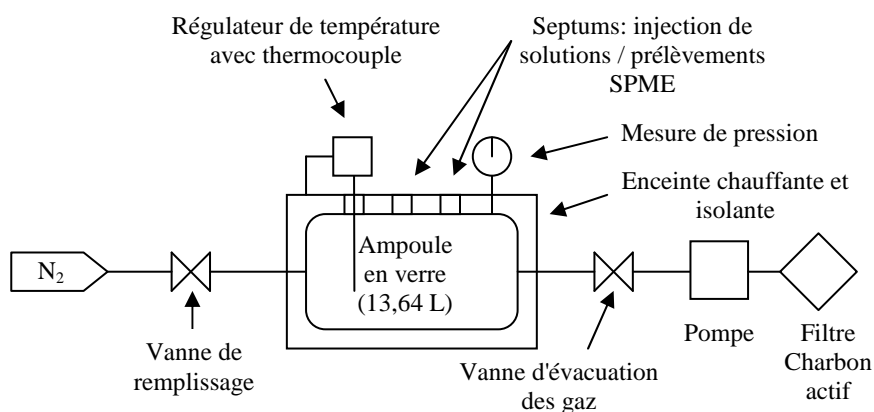 Régulateur de température
avec thermocouple
Septums: injection de
solutions / prélèvements
SPME
Mesure de pression
Enceinte chauffante et
isolante
Ampoule
en verre
(13,64 L)
N₂
Vanne de
remplissage
Vanne d'évacuation
des gaz
Pompe
Filtre
Charbon
actif